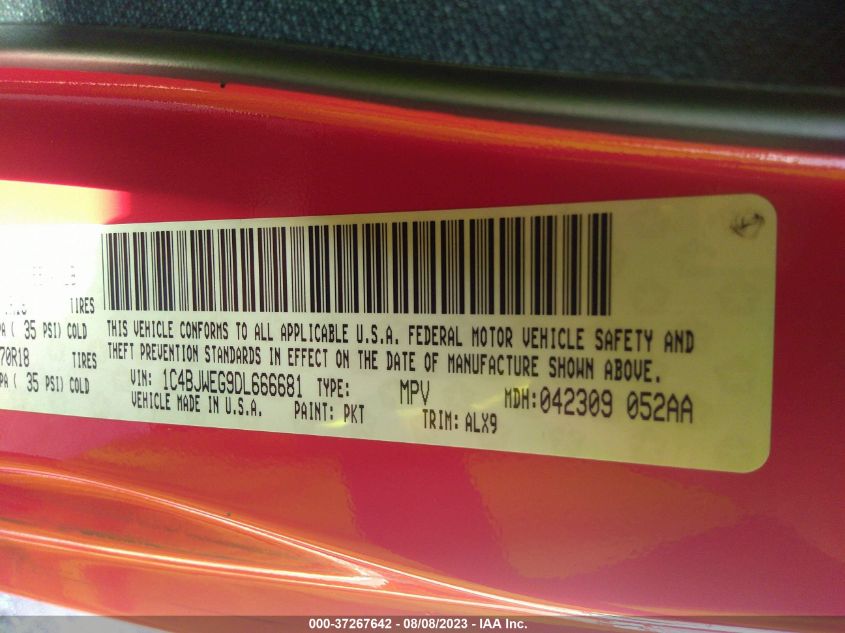 TIRES
THIS VEHICLE CONFORMS TO ALL APPLICABLE U.S.A. FEDERAL MOTOR VEHICLE SAFETY AND
( 35 PSI) COLD
THEFT PREVENTION STANDARDS IN EFFECT ON THE DATE OF MANUFACTURE SHOWN ABOVE.
70R18 TIRES
VIN: 1C4BJWEG9DL666681 TYPE: MPV MDH:042309 052AA
PA ( 35 PSI) COLD
VEHICLE MADE IN U.S.A. PAINT: PKT TRIM: ALX9
000-37267642 - 08/08/2023 - IAA Inc.